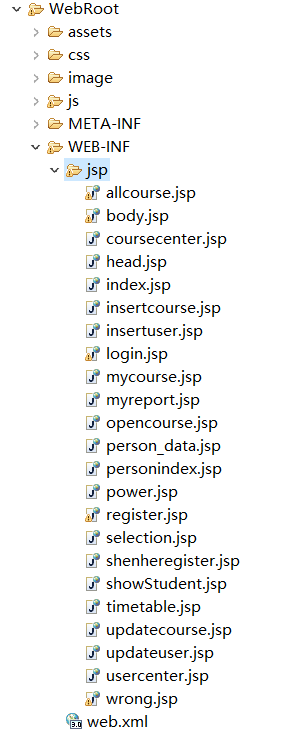 WebRoot
assets
css
image
js
META-INF
WEB-INF
jsp
allcourse.jsp
body.jsp
coursecenter.jsp
head.jsp
index.jsp
insertcourse.jsp
insertuser.jsp
login.jsp
mycourse.jsp
myreport.jsp
opencourse.jsp
person_data.jsp
personindex.jsp
power.jsp
register.jsp
selection.jsp
shenheregister.jsp
showStudent.jsp
timetable.jsp
updatecourse.jsp
updateuser.jsp
usercenter.jsp
wrong.jsp
web.xml